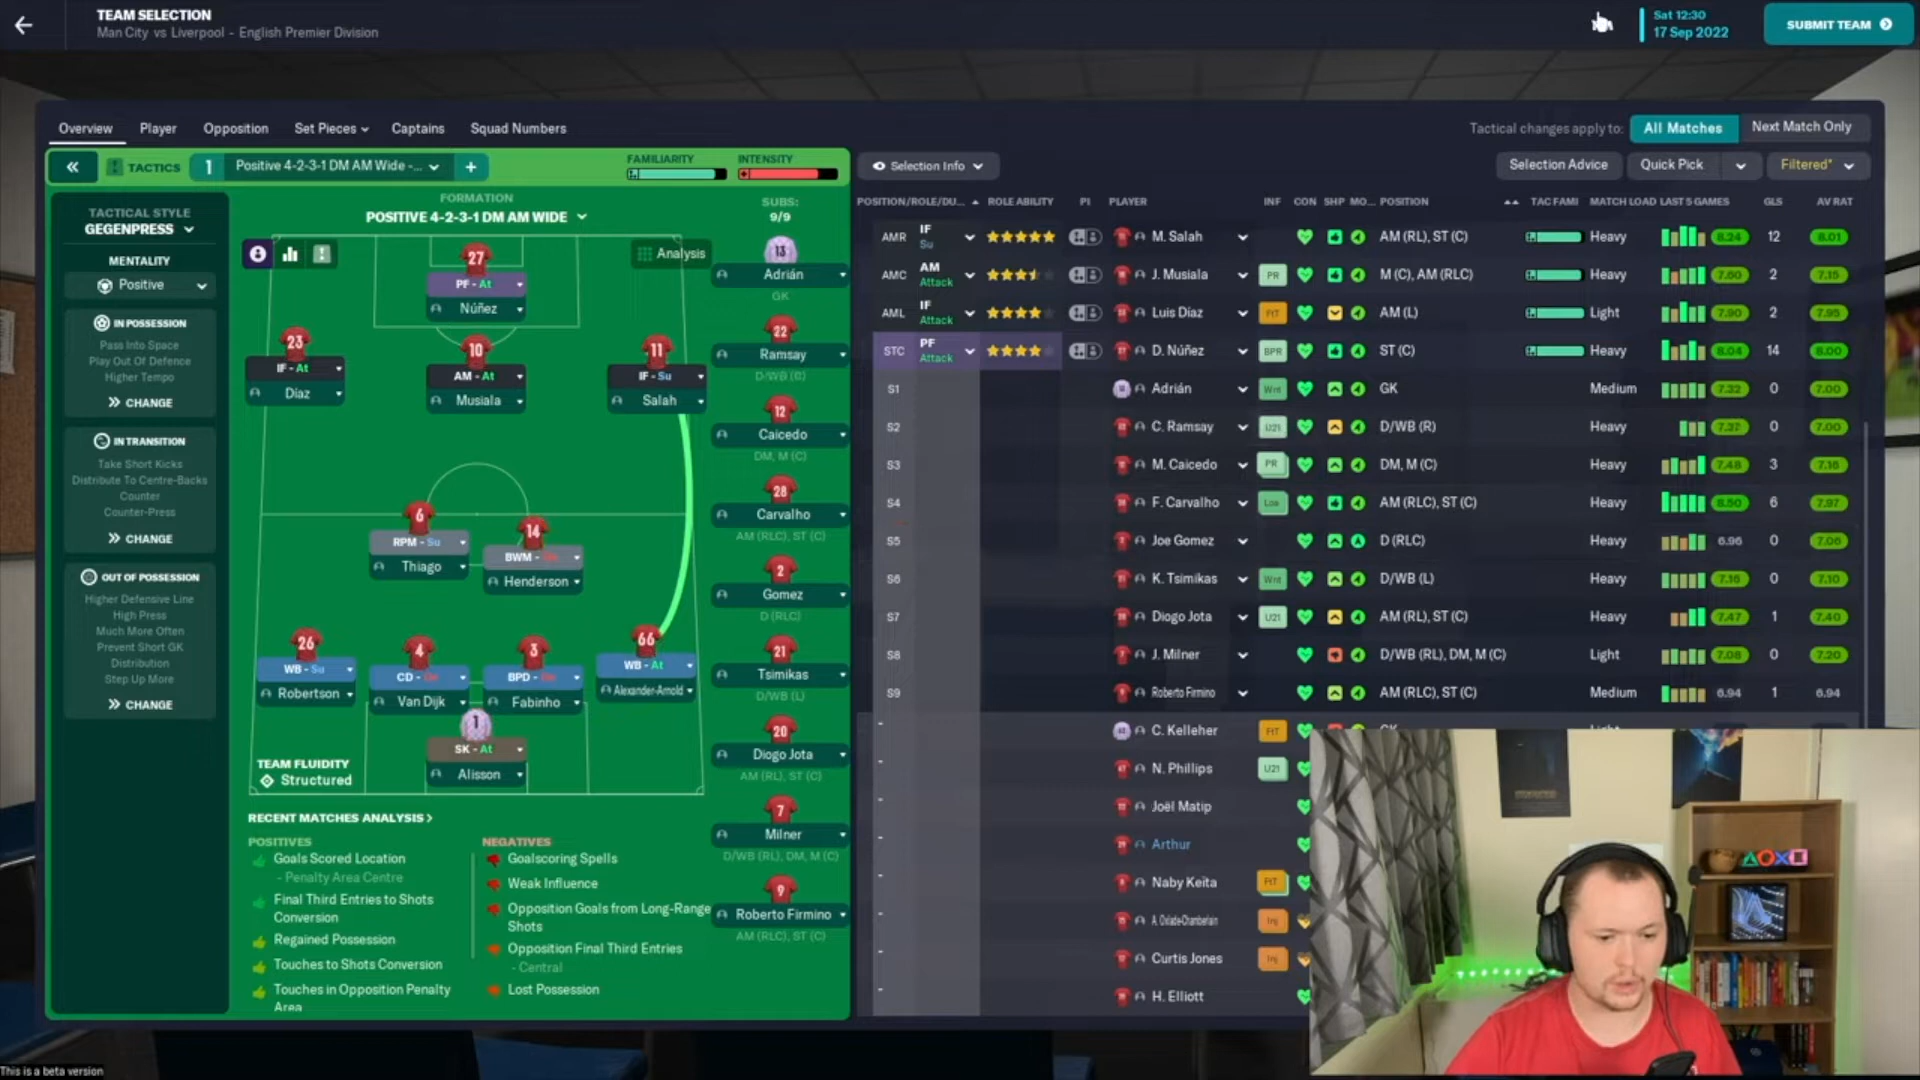 TEAM SELECTION
Man City vs Liverpool - English Premier Division
Sat 12:30
17 Sep 2022
SUBMIT TEAM
Overview Player Opposition Set Pieces Captains Squad Numbers
Tactical changes apply to: All Matches Next Match Only
TACTICS 1 Positive 4-2-3-1 DM AM Wide -... +
FAMILIARITY INTENSITY
Selection Info
Selection Advice Quick Pick Filtered*
TACTICAL STYLE
GEGENPRESS
MENTALITY
Positive
IN POSSESSION
Pass Into Space
Play Out Of Defence
Higher Tempo
CHANGE
IN TRANSITION
Take Short Kicks
Distribute To Centre-Backs
Counter
Counter-Press
CHANGE
OUT OF POSSESSION
Higher Defensive Line
High Press
Much More Often
Prevent Short GK
Distribution
Step Up More
CHANGE
FORMATION
POSITIVE 4-2-3-1 DM AM WIDE
Analysis
27
PF - At
Núñez
23
IF - At
Díaz
10
AM - At
Musiala
11
IF - Su
Salah
6
RPM - Su
Thiago
14
BWM - De
Henderson
26
WB - Su
Robertson
4
CD - De
Van Dijk
3
BPD - De
Fabinho
66
WB - At
Alexander-Arnold
1
SK - At
Alisson
TEAM FLUIDITY
Structured
SUBS:
9/9
13
Adrián
GK
22
Ramsay
D/WB (R)
12
Caicedo
DM, M (C)
28
Carvalho
AM (RLC), ST (C)
2
Gomez
D (RLC)
21
Tsimikas
D/WB (L)
20
Diogo Jota
AM (RL), ST (C)
7
Milner
D/WB (RL), DM, M (C)
9
Roberto Firmino
AM (RLC), ST (C)
RECENT MATCHES ANALYSIS >
POSITIVES
Goals Scored Location
- Penalty Area Centre
Final Third Entries to Shots
Conversion
Regained Possession
Touches to Shots Conversion
Touches in Opposition Penalty
Area
NEGATIVES
Goalscoring Spells
Weak Influence
Opposition Goals from Long-Range
Shots
Opposition Final Third Entries
- Central
Lost Possession
POSITION/ROLE/DU... ROLE ABILITY PI PLAYER INF CON SHP MO... POSITION TAC FAMI MATCH LOAD LAST 5 GAMES GLS AV RAT
AMR IF Su M. Salah AM (RL), ST (C) Heavy 8.24 12 8.01
AMC AM Attack J. Musiala PR M (C), AM (RLC) Heavy 7.60 2 7.15
AML IF Attack Luis Díaz FIT AM (L) Light 7.90 2 7.95
STC PF Attack D. Núñez BPR ST (C) Heavy 8.04 14 8.00
S1 Adrián Wnt GK Medium 7.32 0 7.00
S2 C. Ramsay U21 D/WB (R) Heavy 0 7.00
S3 M. Caicedo PR DM, M (C) Heavy 7.48 3
S4 F. Carvalho AM (RLC), ST (C) Heavy 8.50 6 7.97
S5 Joe Gomez D (RLC) Heavy 6.96 0
S6 K. Tsimikas Wnt D/WB (L) Heavy 0 7.10
S7 Diogo Jota U21 AM (RL), ST (C) Heavy 7.47 1 7.40
S8 J. Milner D/WB (RL), DM, M (C) Light 7.08 0 7.20
S9 Roberto Firmino AM (RLC), ST (C) Medium 6.94 1 6.94
- C. Kelleher FIT GK Light
- N. Phillips U21
- Joël Matip
- Arthur
- Naby Keïta FIT
- A. Oxlade-Chamberlain Inj
- Curtis Jones Inj
- H. Elliott
This is a beta version